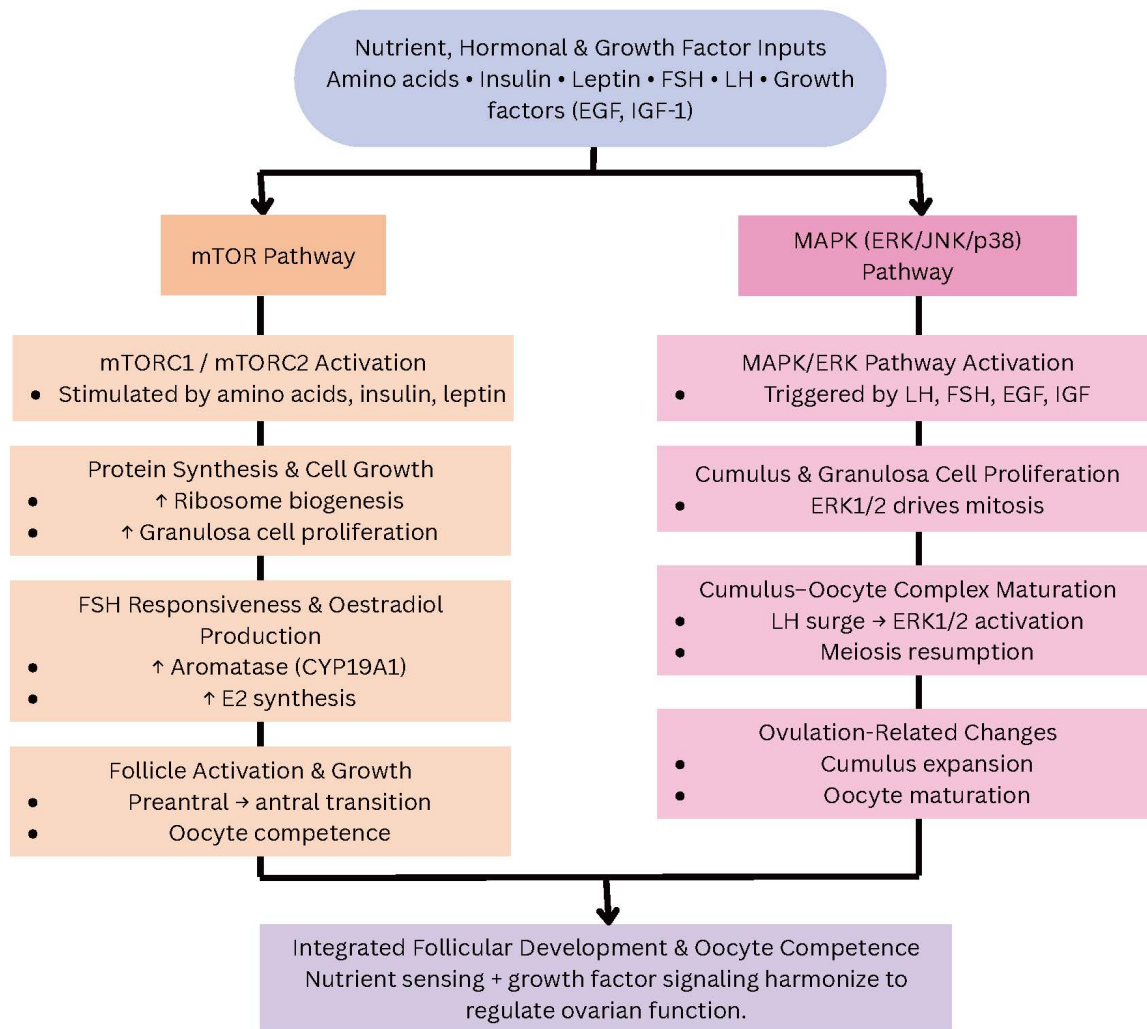 Nutrient, Hormonal & Growth Factor Inputs
Amino acids • Insulin • Leptin • FSH • LH • Growth
factors (EGF, IGF-1)
mTOR Pathway
mTORC1 / mTORC2 Activation
• Stimulated by amino acids, insulin, leptin
Protein Synthesis & Cell Growth
• ↑ Ribosome biogenesis
• ↑ Granulosa cell proliferation
FSH Responsiveness & Oestradiol
Production
• ↑ Aromatase (CYP19A1)
• ↑ E2 synthesis
Follicle Activation & Growth
• Preantral → antral transition
• Oocyte competence
MAPK (ERK/JNK/p38)
Pathway
MAPK/ERK Pathway Activation
• Triggered by LH, FSH, EGF, IGF
Cumulus & Granulosa Cell Proliferation
• ERK1/2 drives mitosis
Cumulus–Oocyte Complex Maturation
• LH surge → ERK1/2 activation
• Meiosis resumption
Ovulation-Related Changes
• Cumulus expansion
• Oocyte maturation
Integrated Follicular Development & Oocyte Competence
Nutrient sensing + growth factor signaling harmonize to
regulate ovarian function.